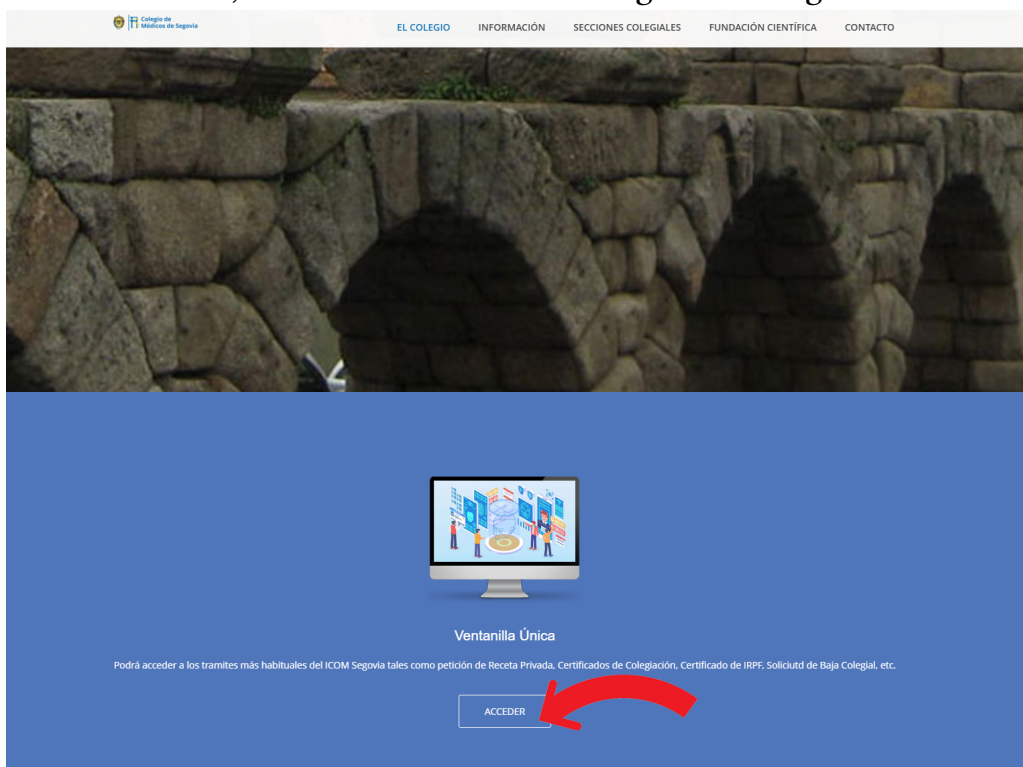 Colegio de
Médicos de Segovia
EL COLEGIO INFORMACIÓN SECCIONES COLEGIALES FUNDACIÓN CIENTÍFICA CONTACTO
Ventanilla Única
Podrá acceder a los tramites más habituales del ICOM Segovia tales como petición de Receta Privada, Certificados de Colegiación, Certificado de IRPF, Soliciutd de Baja Colegial, etc.
ACCEDER